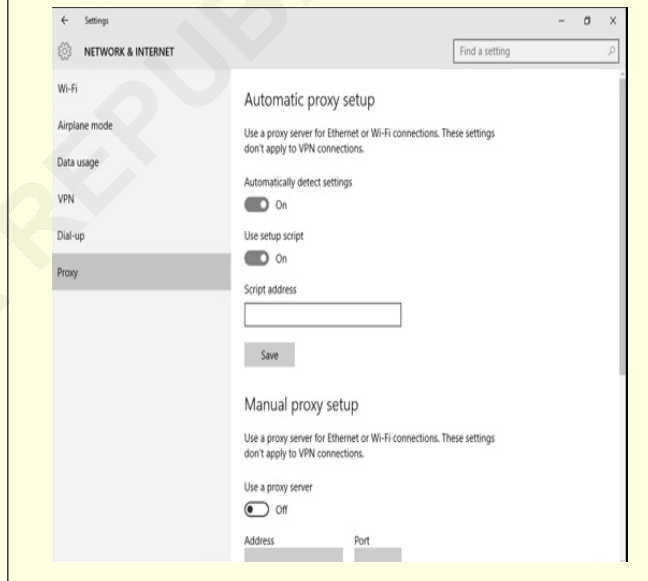 Settings
NETWORK & INTERNET
Find a setting
Wi-Fi
Airplane mode
Data usage
VPN
Dial-up
Proxy
Automatic proxy setup
Use a proxy server for Ethernet or Wi-Fi connections. These settings
don't apply to VPN connections.
Automatically detect settings
On
Use setup script
On
Script address
Save
Manual proxy setup
Use a proxy server for Ethernet or Wi-Fi connections. These settings
don't apply to VPN connections.
Use a proxy server
Off
Address Port
REPUB